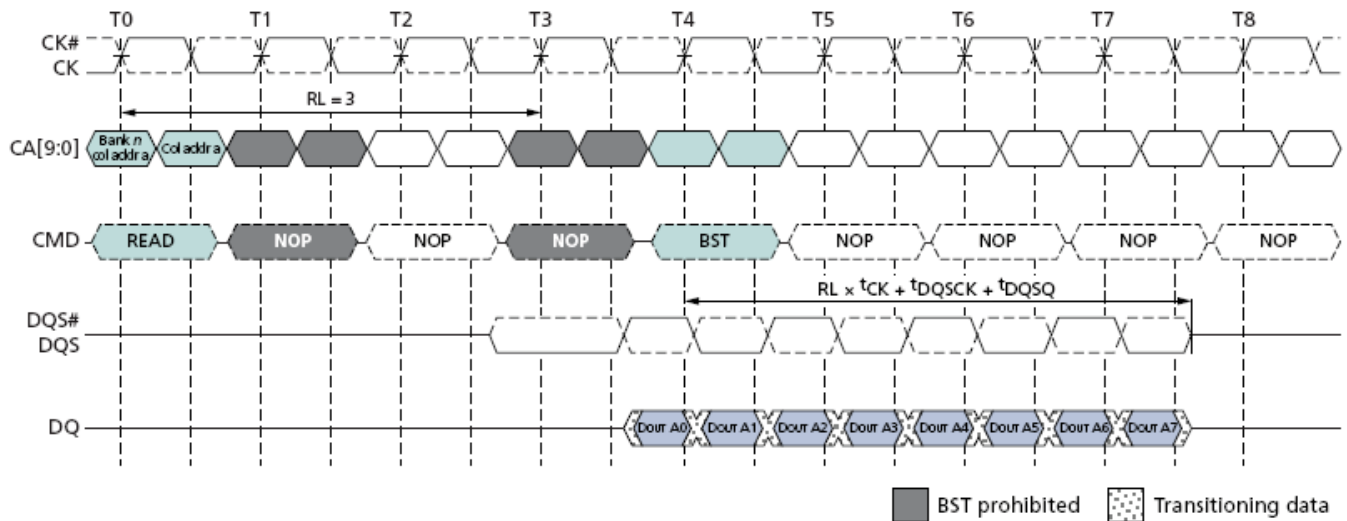 T0 T1 T2 T3 T4 T5 T6 T7 T8
CK#
CK
RL = 3
CA[9:0] Bank n col addr a Col addr a
CMD READ NOP NOP NOP BST NOP NOP NOP NOP
RL × tCK + tDQSCK + tDQSQ
DQS#
DQS
DQ DOUT A0 DOUT A1 DOUT A2 DOUT A3 DOUT A4 DOUT A5 DOUT A6 DOUT A7
BST prohibited Transitioning data